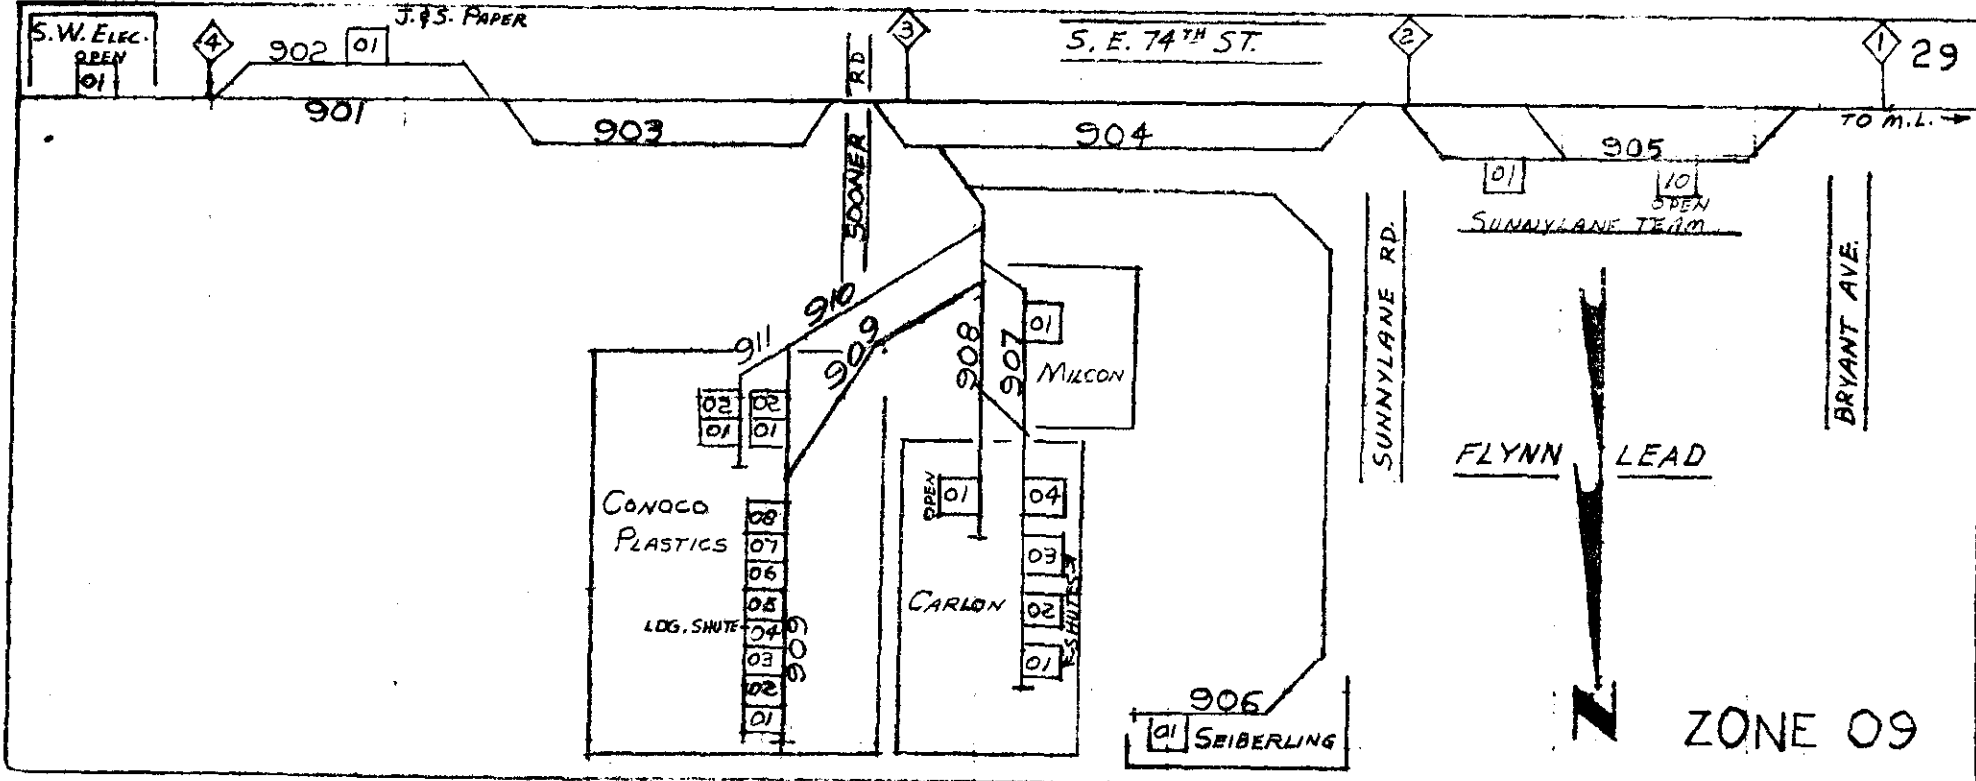 S.W. ELEC.
OPEN
01
4
902
01
J. & S. PAPER
RD
3
S. E. 74TH ST.
2
1
29
901
903
904
905
TO M.L.
SOONER
01
10
OPEN
SUNNYLANE TEAM
SUNNYLANE RD.
BRYANT AVE.
910
911
909
908
907
01
MILCON
02
02
01
01
FLYNN LEAD
CONOCO
PLASTICS
08
07
06
05
LDG. SHUTE
04
03
02
01
909
OPEN
01
04
03
02
01
SHUTES
CARLON
906
01
SEIBERLING
N
ZONE 09